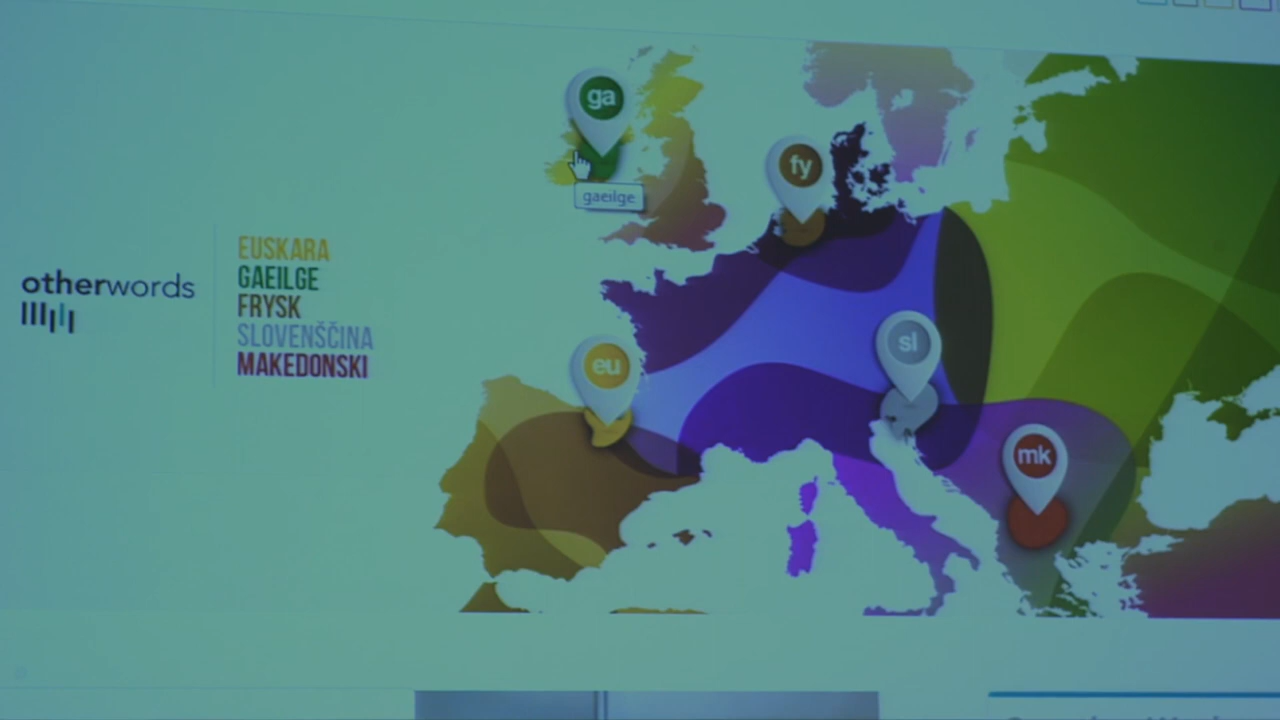 ga
fy
gaeilge
otherwords
EUSKARA
GAEILGE
FRYSK
SLOVENŠČINA
MAKEDONSKI
sl
eu
mk